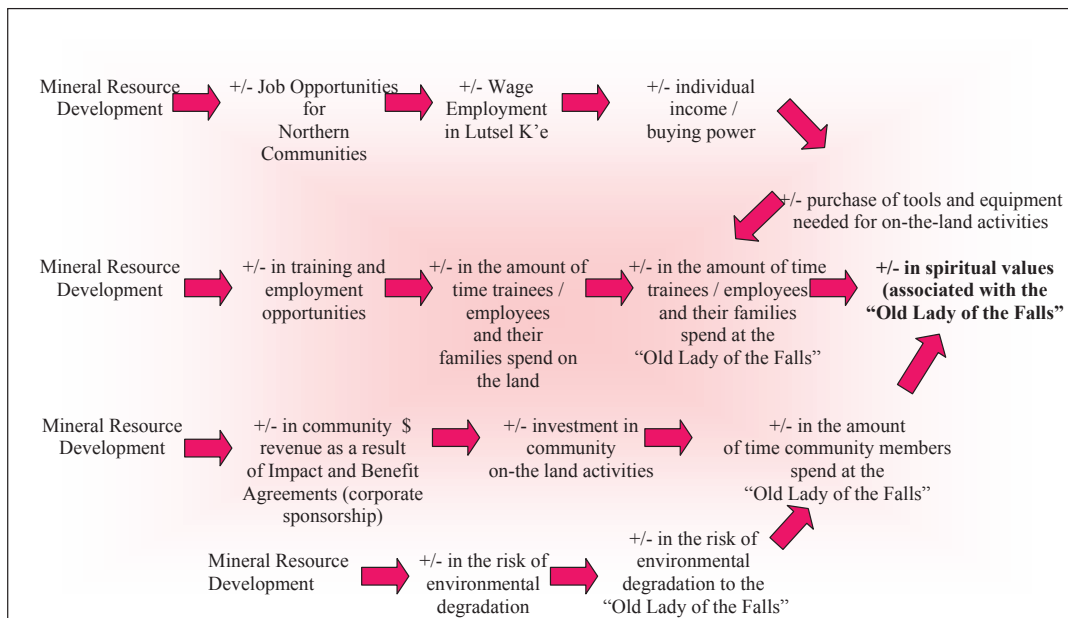 Mineral Resource
Development
+/- Job Opportunities
for
Northern
Communities
+/- Wage
Employment
in Lutsel K’e
+/- individual
income /
buying power
+/- purchase of tools and equipment
needed for on-the-land activities
Mineral Resource
Development
+/- in training and
employment
opportunities
+/- in the amount of
time trainees /
employees
and their
families spend on
the land
+/- in the amount of time
trainees / employees
and their families
spend at the
“Old Lady of the Falls”
+/- in spiritual values
(associated with the
“Old Lady of the Falls”
Mineral Resource
Development
+/- in community $
revenue as a result
of Impact and Benefit
Agreements (corporate
sponsorship)
+/- investment in
community
on-the land activities
+/- in the amount
of time community members
spend at the
“Old Lady of the Falls”
Mineral Resource
Development
+/- in the risk of
environmental
degradation
+/- in the risk of
environmental
degradation to the
“Old Lady of the Falls”